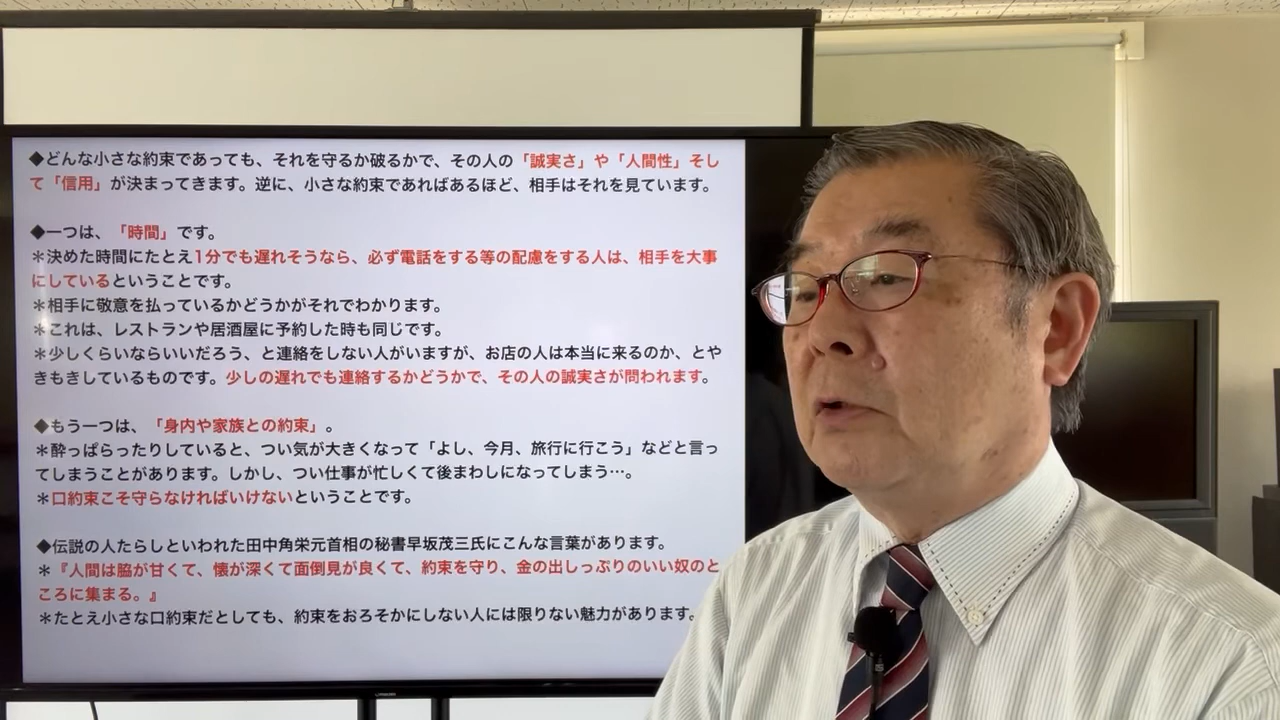 ◆どんな小さな約束であっても、それを守るか破るかで、その人の「誠実さ」や「人間性」そし
て「信用」が決まってきます。逆に、小さな約束であればあるほど、相手はそれを見ています。
◆一つは、「時間」です。
＊決めた時間にたとえ1分でも遅れそうなら、必ず電話をする等の配慮をする人は、相手を大事
にしているということです。
＊相手に敬意を払っているかどうかがそれでわかります。
＊これは、レストランや居酒屋に予約した時も同じです。
＊少しくらいならいいだろう、と連絡をしない人がいますが、お店の人は本当に来るのか、とや
きもきしているものです。少しの遅れでも連絡するかどうかで、その人の誠実さが問われます。
◆もう一つは、「身内や家族との約束」。
＊酔っぱらったりしていると、つい気が大きくなって「よし、今月、旅行に行こう」などと言っ
てしまうことがあります。しかし、つい仕事が忙しくて後まわしになってしまう…。
＊口約束こそ守らなければいけないということです。
◆伝説の人たらしといわれた田中角栄元首相の秘書早坂茂三氏にこんな言葉があります。
＊『人間は脇が甘くて、懐が深くて面倒見が良くて、約束を守り、金の出しっぷりのいい奴のと
ころに集まる。』
＊たとえ小さな口約束だとしても、約束をおろそかにしない人には限りない魅力があります。